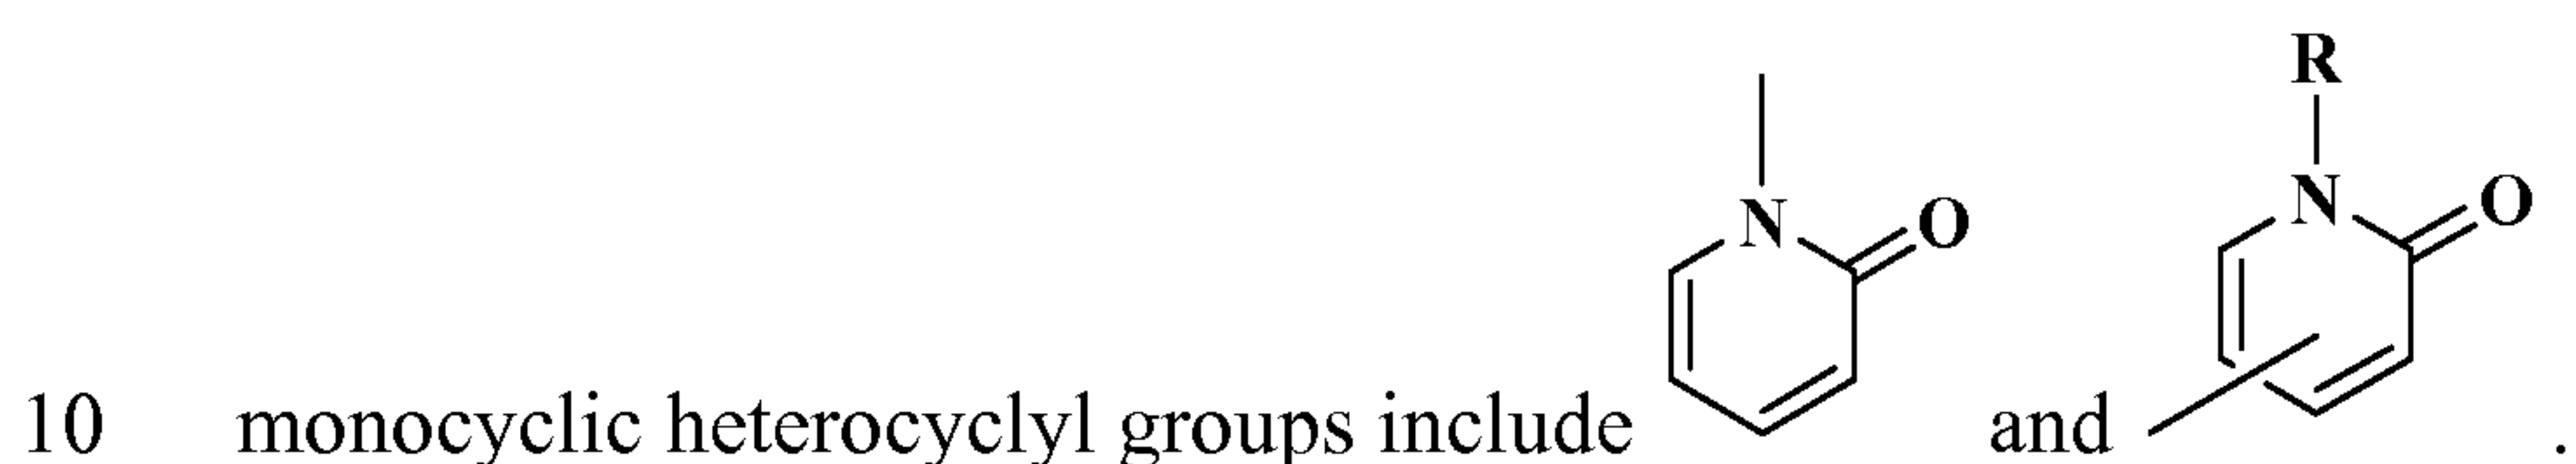 R
N O N O
10 monocyclic heterocyclyl groups include and .